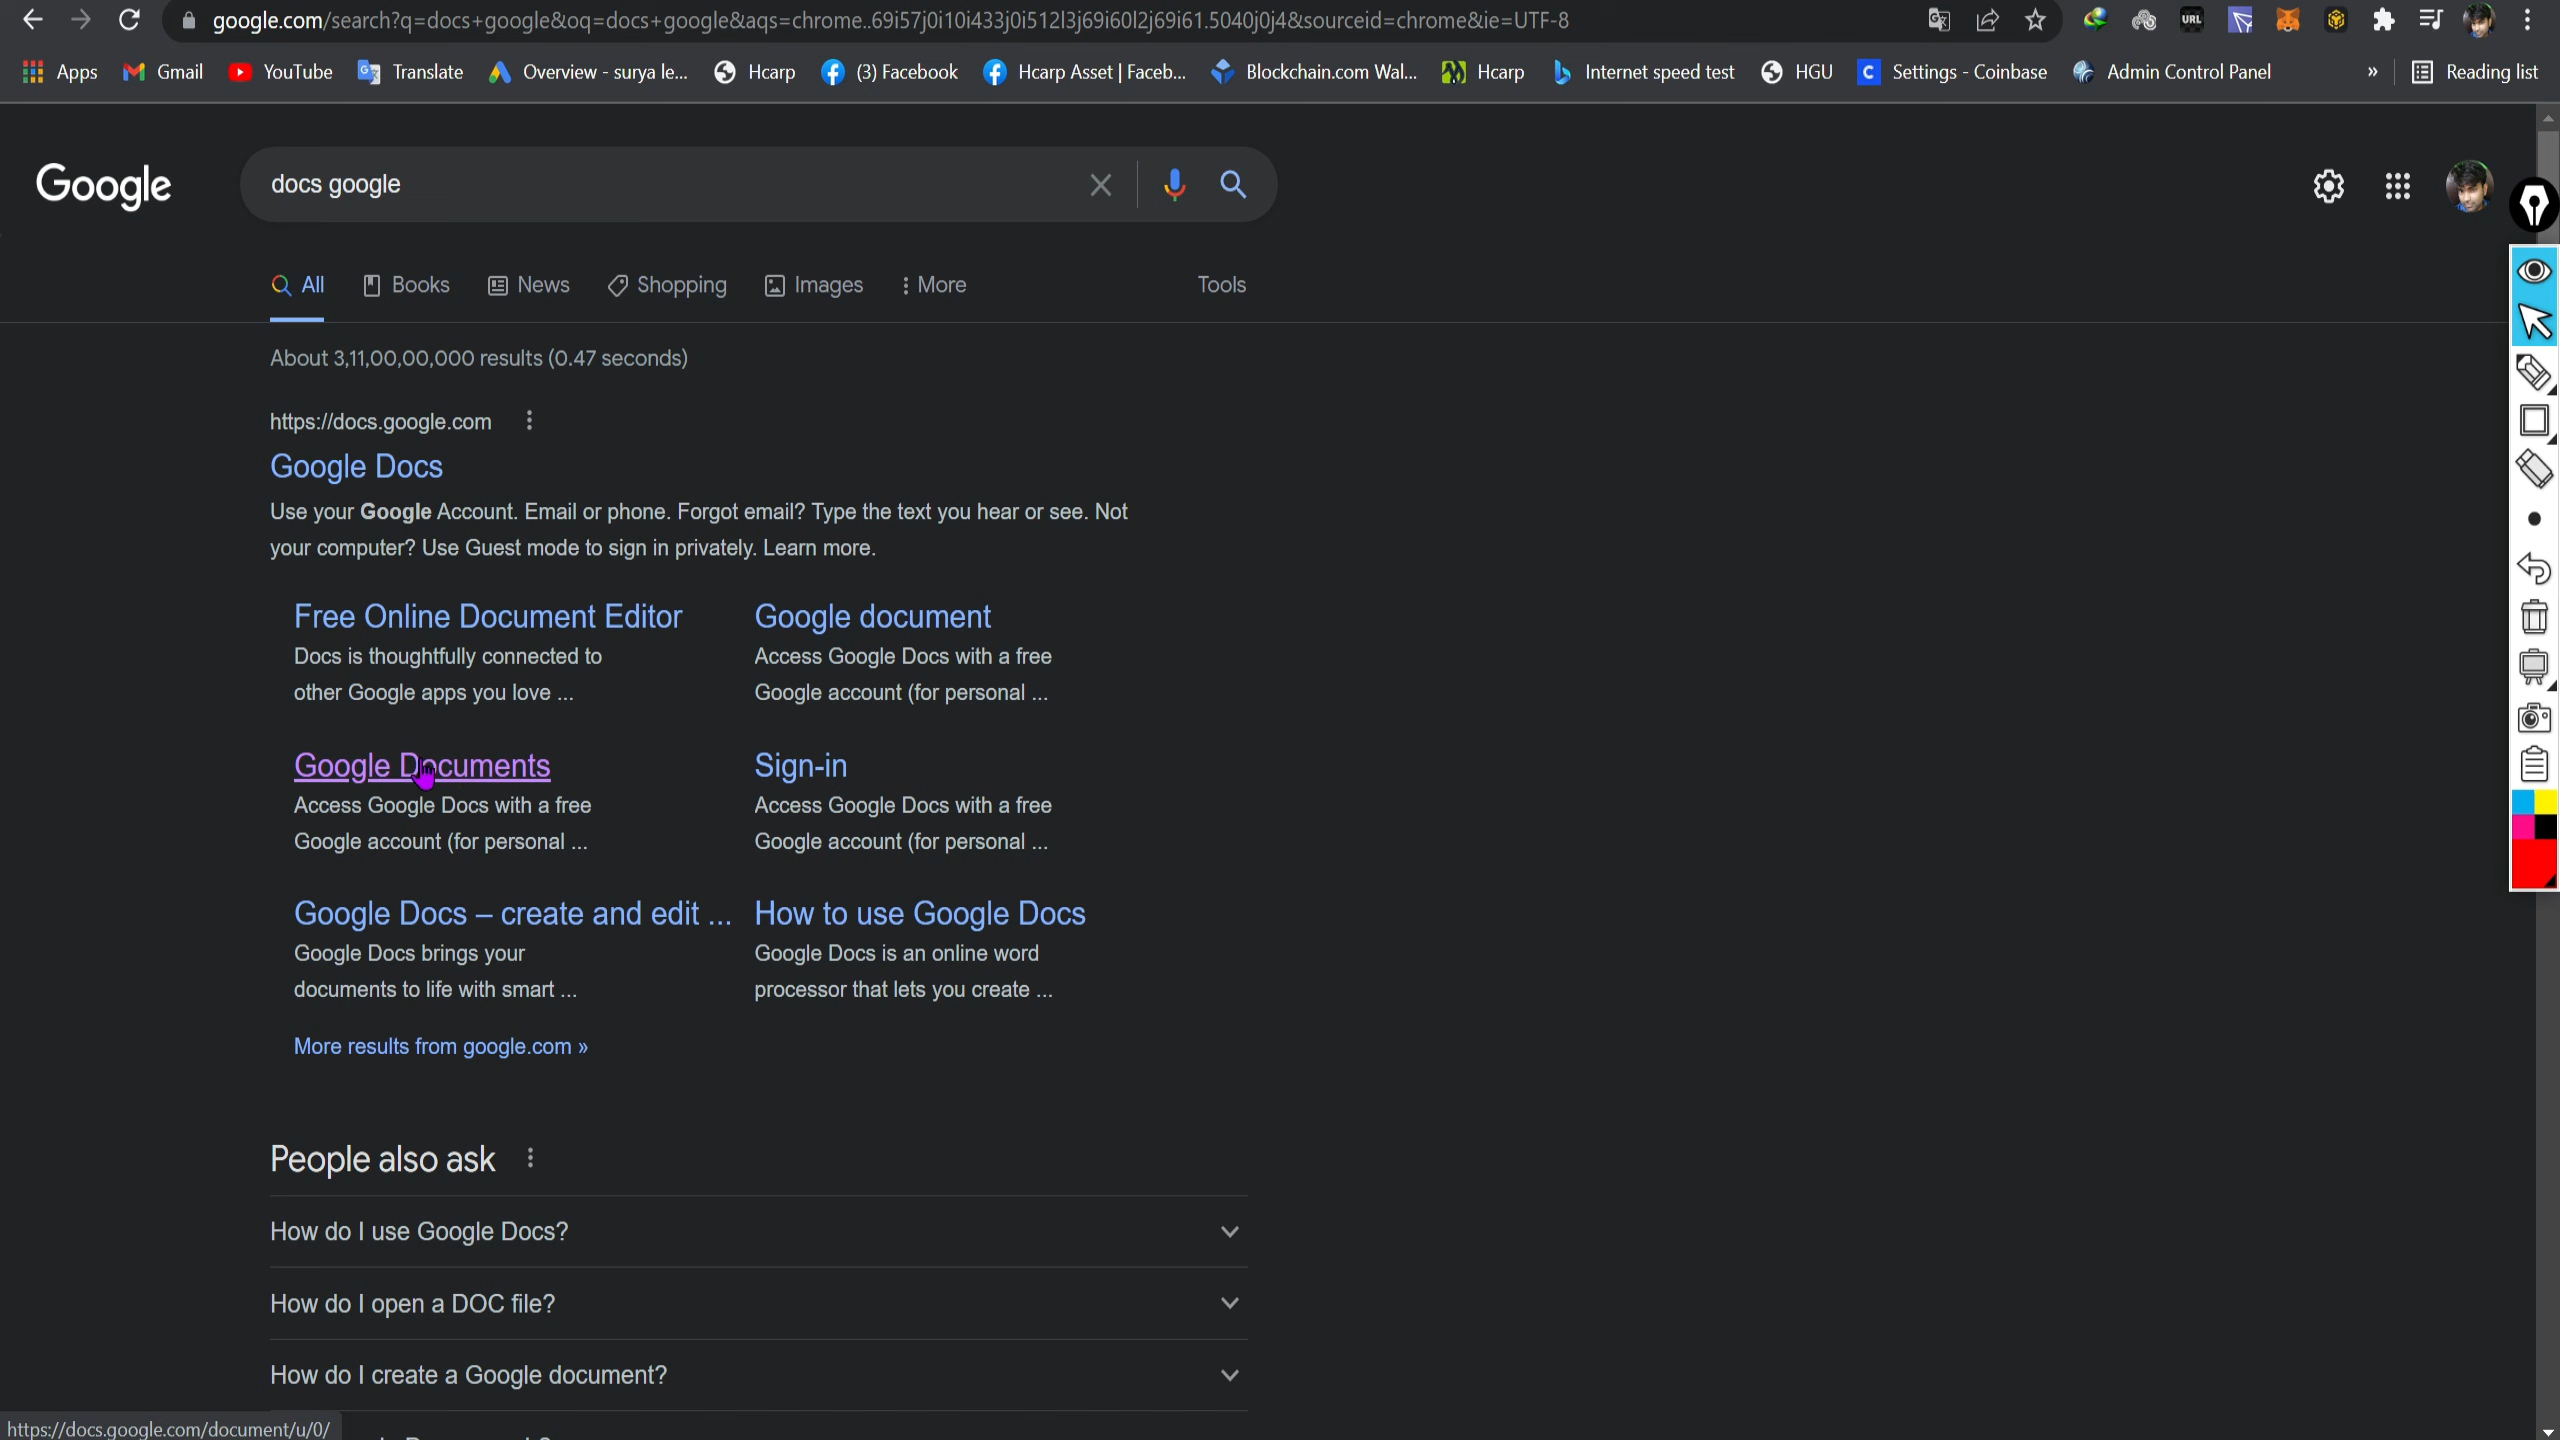 google.com/search?q=docs+google&oq=docs+google&aqs=chrome..69i57j0i10i433j0i512l3j69i60l2j69i61.5040j0j4&sourceid=chrome&ie=UTF-8
URL
Apps Gmail YouTube Translate Overview - surya le... Hcarp (3) Facebook Hcarp Asset | Faceb... Blockchain.com Wal... Hcarp Internet speed test HGU Settings - Coinbase Admin Control Panel » Reading list
Google docs google
All Books News Shopping Images More Tools
About 3,11,00,00,000 results (0.47 seconds)
https://docs.google.com
Google Docs
Use your Google Account. Email or phone. Forgot email? Type the text you hear or see. Not
your computer? Use Guest mode to sign in privately. Learn more.
Free Online Document Editor
Docs is thoughtfully connected to
other Google apps you love ...
Google document
Access Google Docs with a free
Google account (for personal ...
Google Documents
Access Google Docs with a free
Google account (for personal ...
Sign-in
Access Google Docs with a free
Google account (for personal ...
Google Docs – create and edit ...
Google Docs brings your
documents to life with smart ...
How to use Google Docs
Google Docs is an online word
processor that lets you create ...
More results from google.com »
People also ask
How do I use Google Docs?
How do I open a DOC file?
How do I create a Google document?
https://docs.google.com/document/u/0/